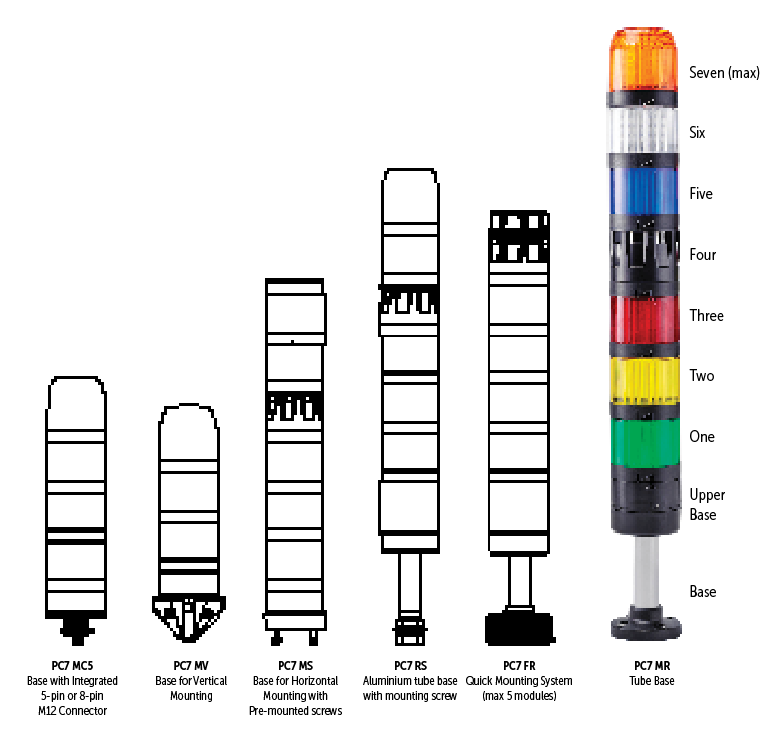 Seven (max)
Six
Five
Four
Three
Two
One
Upper
Base
Base
PC7 MC5
Base with Integrated
5-pin or 8-pin
M12 Connector
PC7 MV
Base for Vertical
Mounting
PC7 MS
Base for Horizontal
Mounting with
Pre-mounted screws
PC7 RS
Aluminium tube base
with mounting screw
PC7 FR
Quick Mounting System
(max 5 modules)
PC7 MR
Tube Base